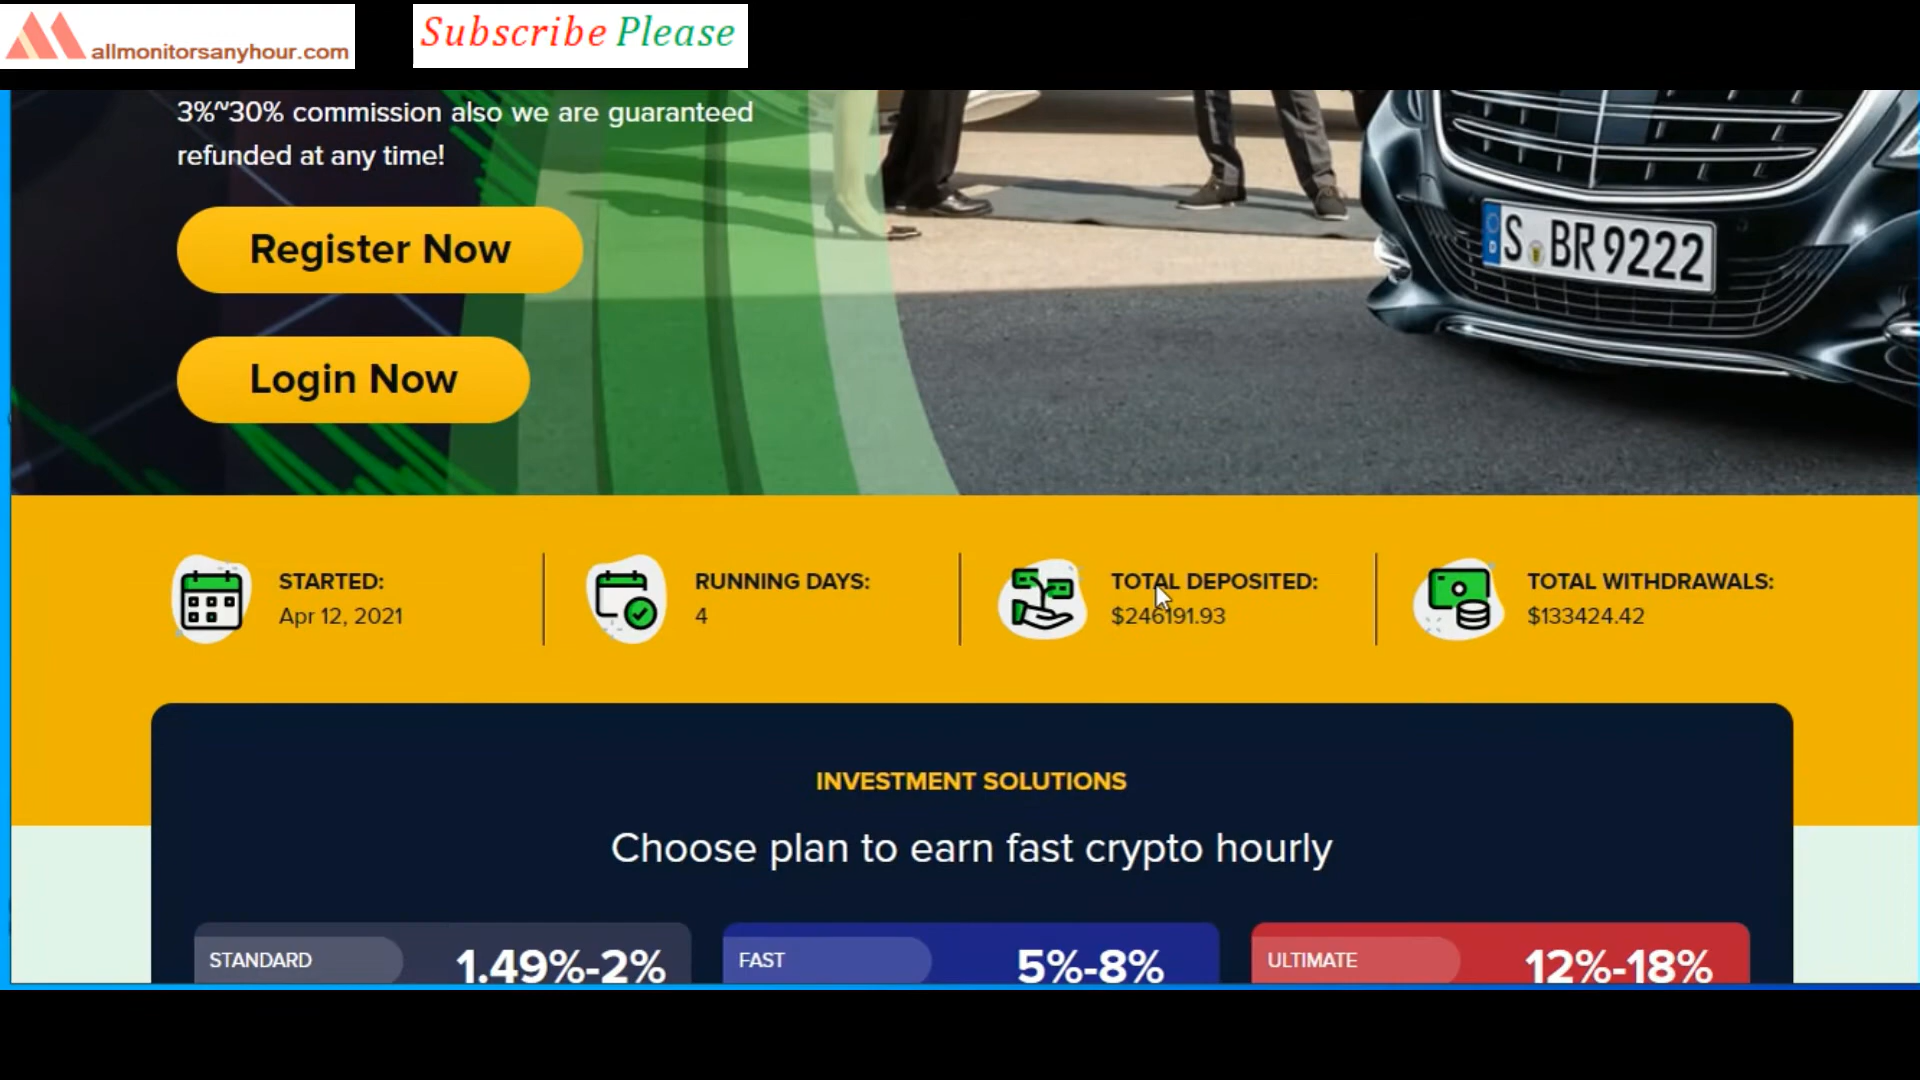 allmonitorsanyhour.com
Subscribe Please
3%~30% commission also we are guaranteed
refunded at any time!
Register Now
Login Now
S BR 9222
D
STARTED:
Apr 12, 2021
RUNNING DAYS:
4
TOTAL DEPOSITED:
$246191.93
TOTAL WITHDRAWALS:
$133424.42
INVESTMENT SOLUTIONS
Choose plan to earn fast crypto hourly
STANDARD
1.49%-2%
FAST
5%-8%
ULTIMATE
12%-18%